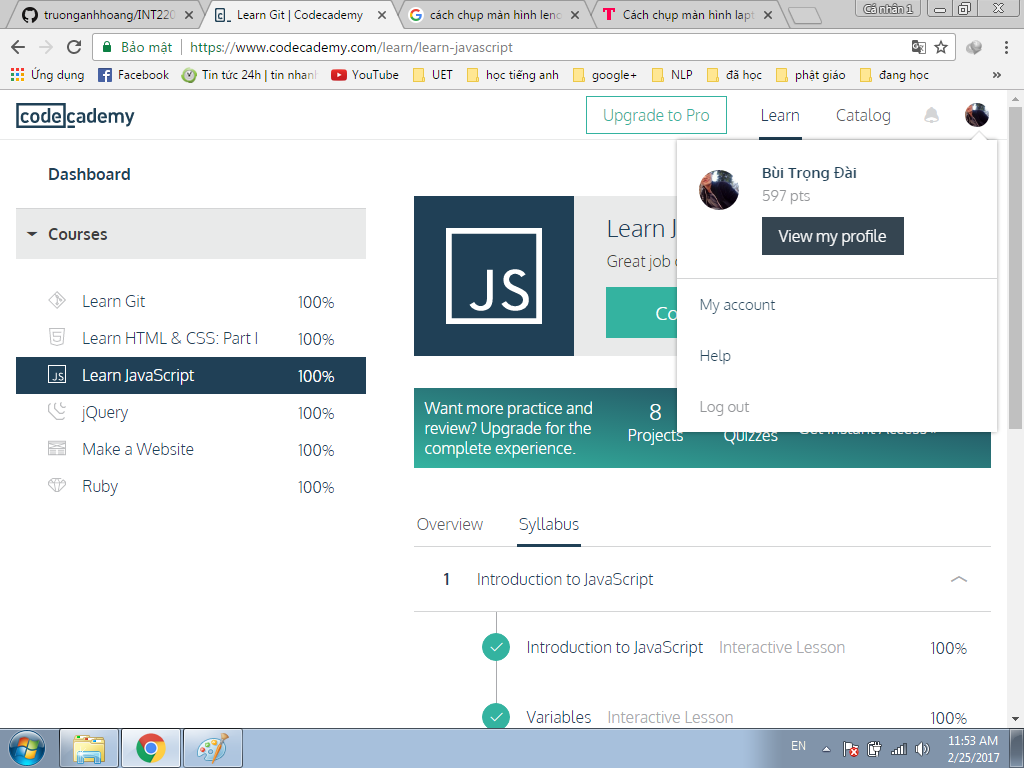 truonganhhoang/INT220
Learn Git | Codecademy
cách chụp màn hình leno
Cách chụp màn hình lapt
Cá nhân 1
Bảo mật
https://www.codecademy.com/learn/learn-javascript
Ứng dụng
Facebook
Tin tức 24h | tin nhanh
YouTube
UET
học tiếng anh
google+
NLP
đã học
phật giáo
đang học
»
codecademy
Upgrade to Pro
Learn
Catalog
Dashboard
Courses
Learn Git 100%
Learn HTML & CSS: Part I 100%
JS Learn JavaScript 100%
jQuery 100%
Make a Website 100%
Ruby 100%
JS
Learn J
Great job
Co
Bùi Trọng Đài
597 pts
View my profile
My account
Help
Log out
Want more practice and
review? Upgrade for the
complete experience.
8
Projects
Quizzes
Get Instant Access »
Overview
Syllabus
1 Introduction to JavaScript
Introduction to JavaScript Interactive Lesson 100%
Variables Interactive Lesson 100%
EN
11:53 AM
2/25/2017